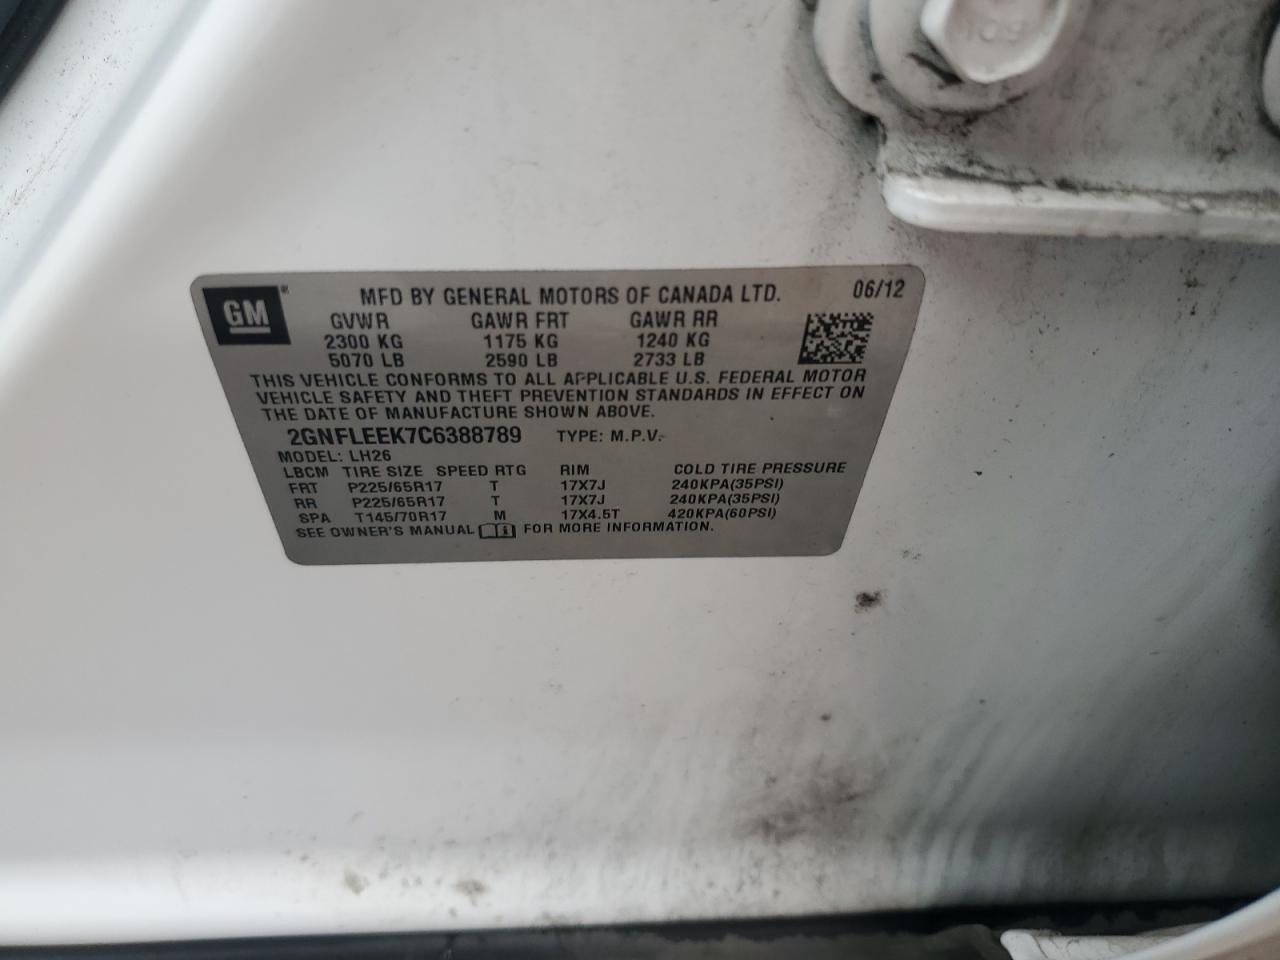 GM ®
MFD BY GENERAL MOTORS OF CANADA LTD. 06/12
GVWR GAWR FRT GAWR RR
2300 KG 1175 KG 1240 KG
5070 LB 2590 LB 2733 LB
THIS VEHICLE CONFORMS TO ALL APPLICABLE U.S. FEDERAL MOTOR
VEHICLE SAFETY AND THEFT PREVENTION STANDARDS IN EFFECT ON
THE DATE OF MANUFACTURE SHOWN ABOVE.
2GNFLEEK7C6388789 TYPE: M.P.V.
MODEL: LH26
LBCM TIRE SIZE SPEED RTG RIM COLD TIRE PRESSURE
FRT P225/65R17 T 17X7J 240KPA(35PSI)
RR P225/65R17 T 17X7J 240KPA(35PSI)
SPA T145/70R17 M 17X4.5T 420KPA(60PSI)
SEE OWNER'S MANUAL FOR MORE INFORMATION.